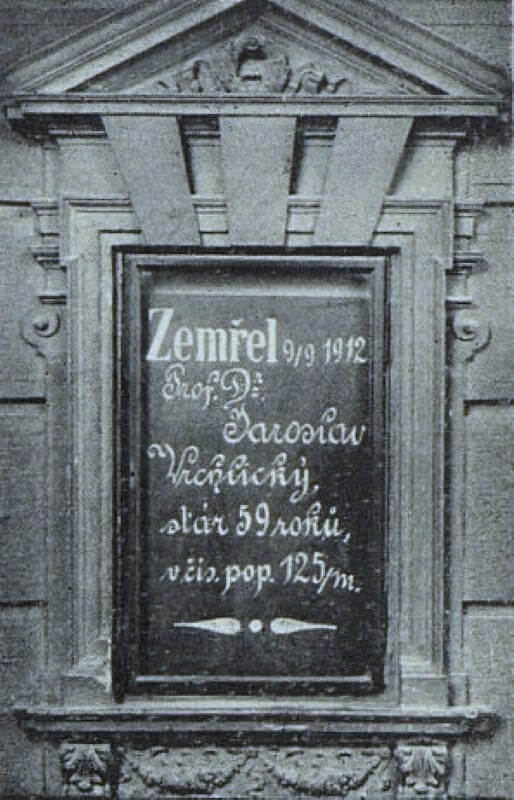 Zemřel 9/9 1912
Prof. Dr.
Jaroslav
Vrchlický,
stár 59 roků,
v čís. pop. 125/m.